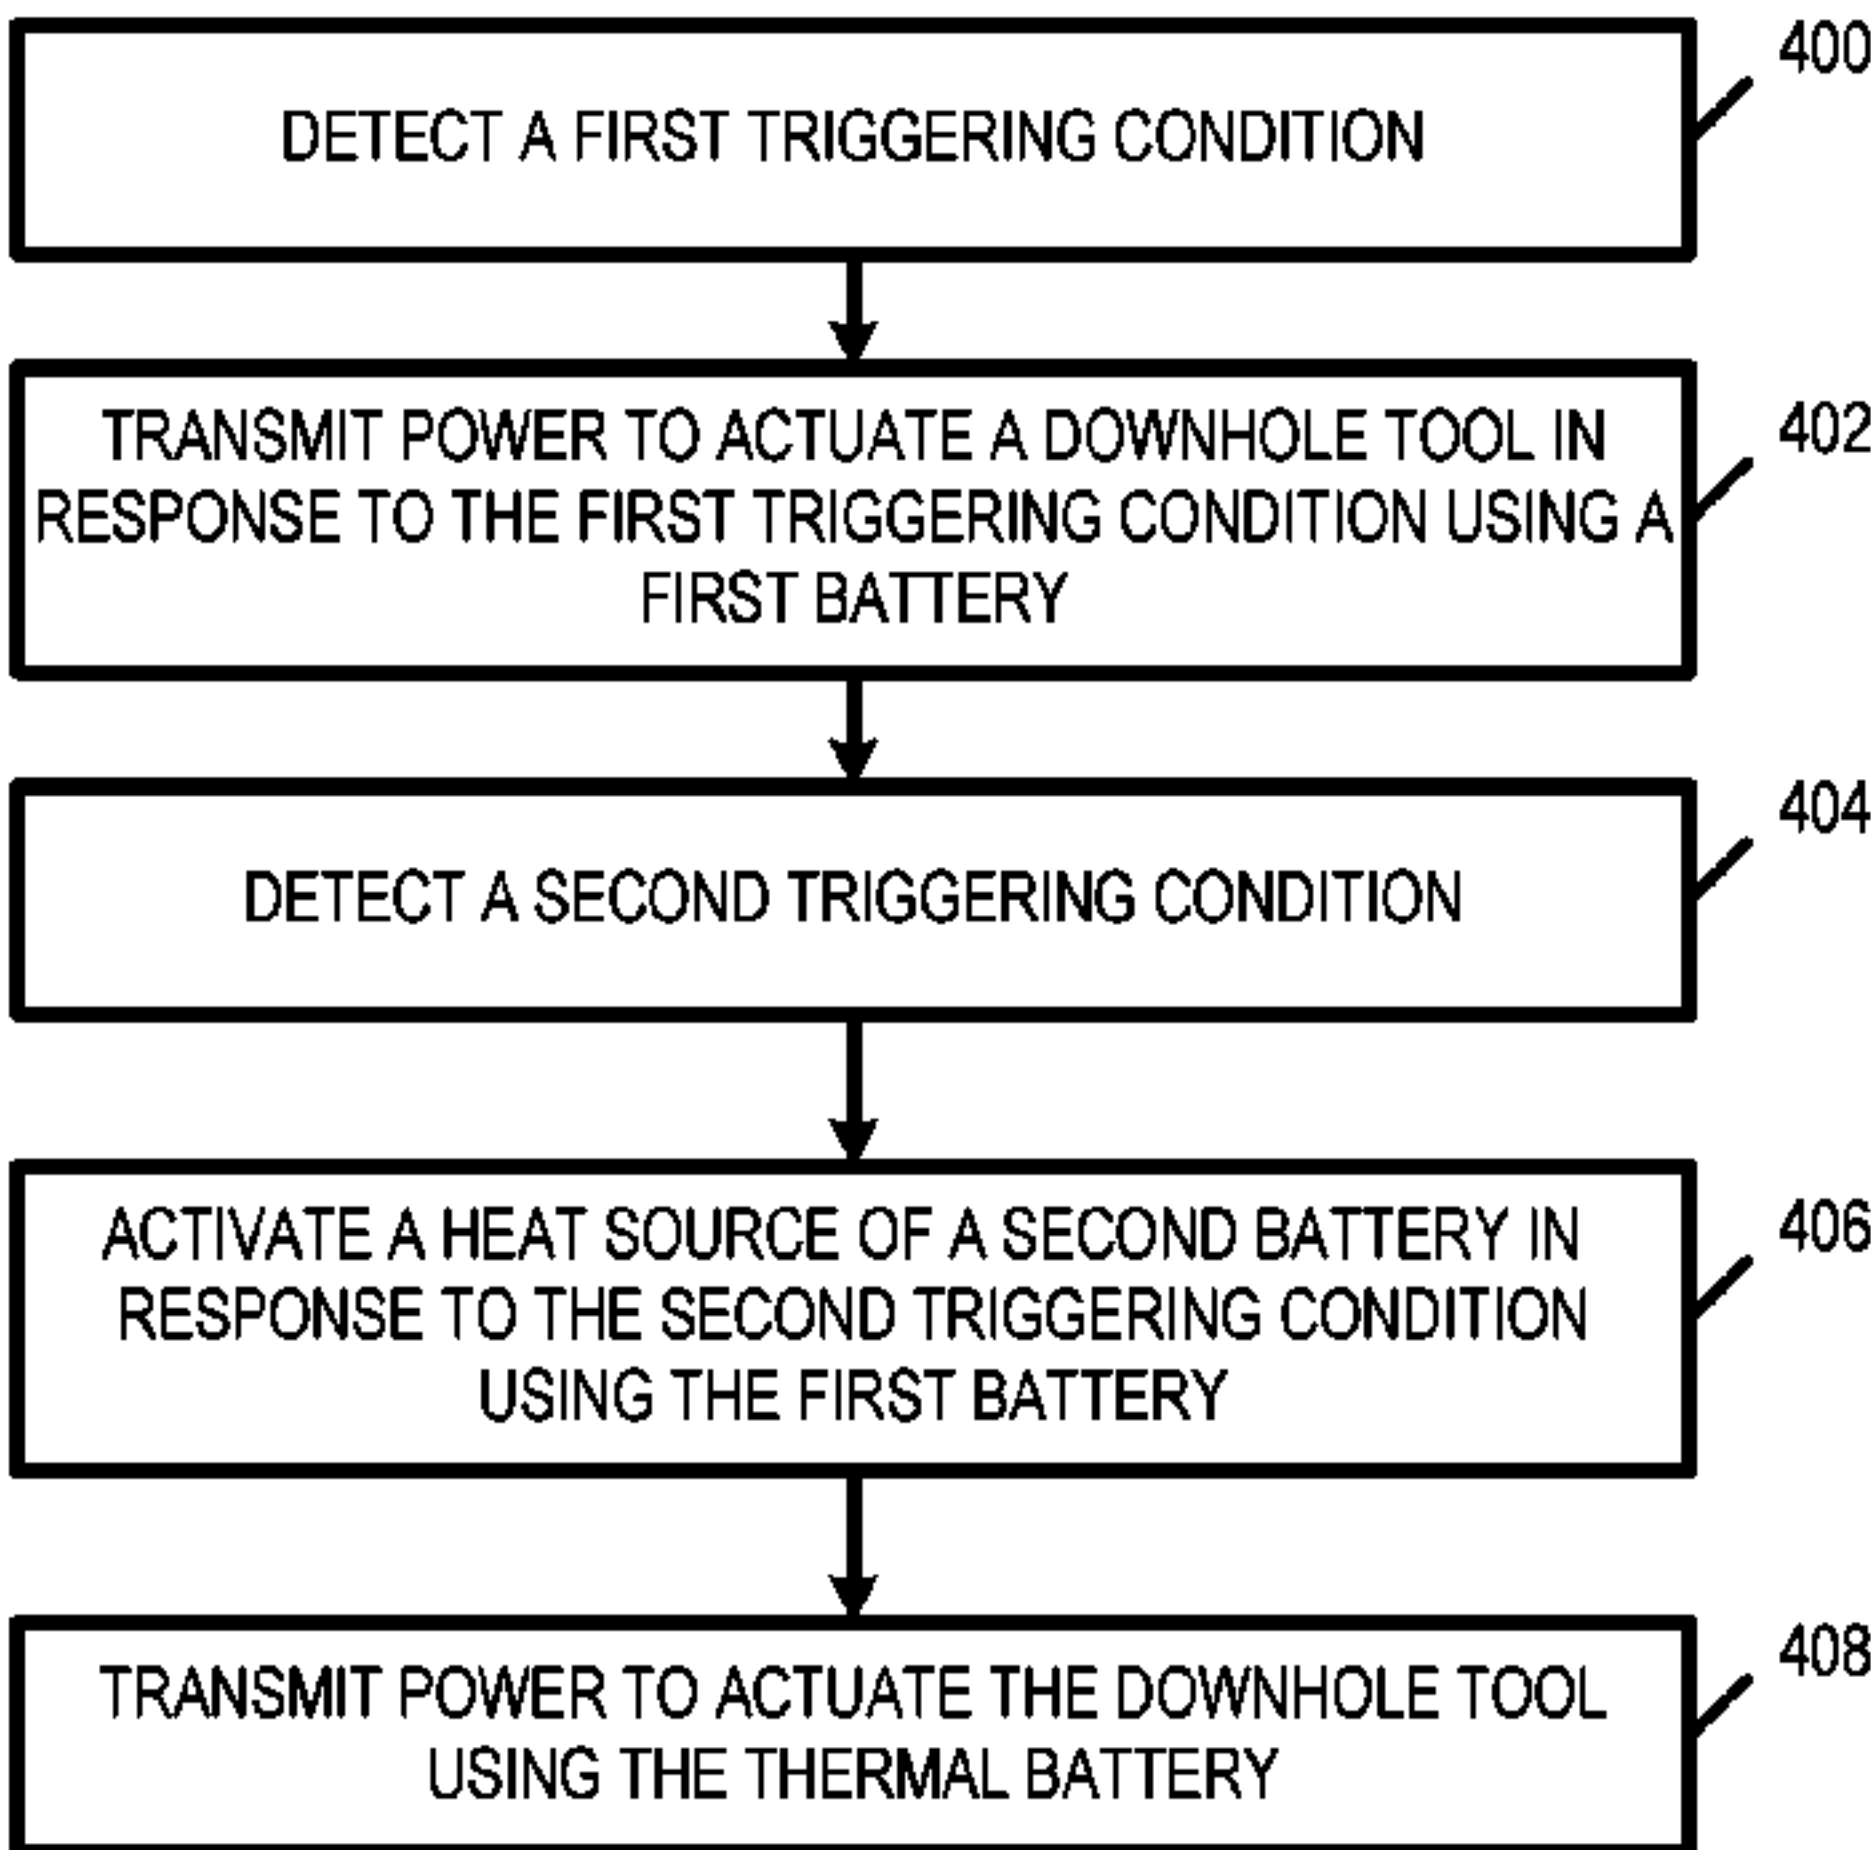 400
DETECT A FIRST TRIGGERING CONDITION
402
TRANSMIT POWER TO ACTUATE A DOWNHOLE TOOL IN
RESPONSE TO THE FIRST TRIGGERING CONDITION USING A
FIRST BATTERY
404
DETECT A SECOND TRIGGERING CONDITION
406
ACTIVATE A HEAT SOURCE OF A SECOND BATTERY IN
RESPONSE TO THE SECOND TRIGGERING CONDITION
USING THE FIRST BATTERY
408
TRANSMIT POWER TO ACTUATE THE DOWNHOLE TOOL
USING THE THERMAL BATTERY